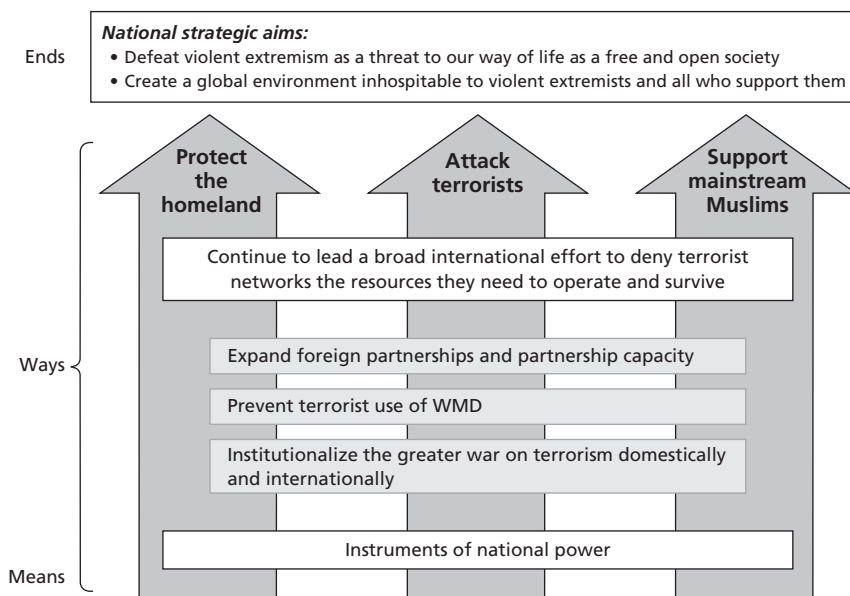 Ends
National strategic aims:
• Defeat violent extremism as a threat to our way of life as a free and open society
• Create a global environment inhospitable to violent extremists and all who support them
Protect
the
homeland
Attack
terrorists
Support
mainstream
Muslims
Continue to lead a broad international effort to deny terrorist
networks the resources they need to operate and survive
Ways
Expand foreign partnerships and partnership capacity
Prevent terrorist use of WMD
Institutionalize the greater war on terrorism domestically
and internationally
Instruments of national power
Means